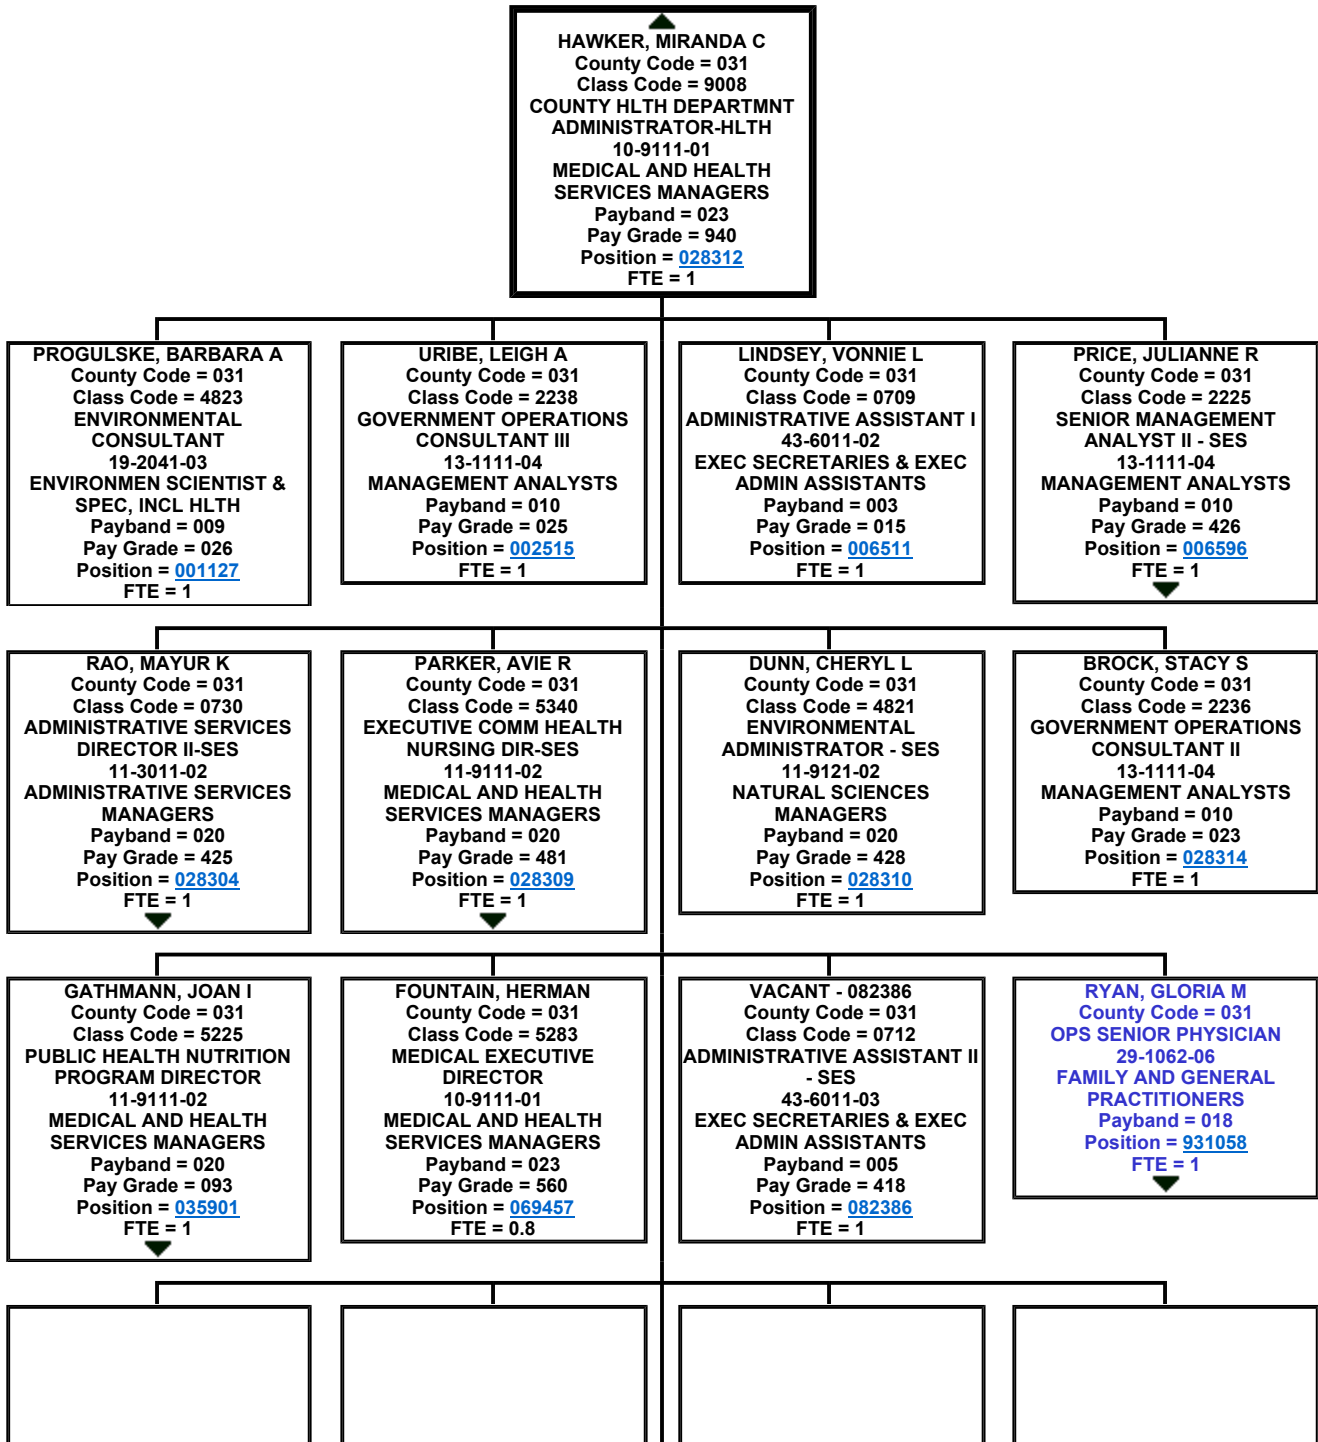 HAWKER, MIRANDA C
County Code = 031
Class Code = 9008
COUNTY HLTH DEPARTMNT
ADMINISTRATOR-HLTH
10-9111-01
MEDICAL AND HEALTH
SERVICES MANAGERS
Payband = 023
Pay Grade = 940
Position = 028312
FTE = 1
PROGULSKE, BARBARA A
County Code = 031
Class Code = 4823
ENVIRONMENTAL
CONSULTANT
19-2041-03
ENVIRONMEN SCIENTIST &
SPEC, INCL HLTH
Payband = 009
Pay Grade = 026
Position = 001127
FTE = 1
URIBE, LEIGH A
County Code = 031
Class Code = 2238
GOVERNMENT OPERATIONS
CONSULTANT III
13-1111-04
MANAGEMENT ANALYSTS
Payband = 010
Pay Grade = 025
Position = 002515
FTE = 1
LINDSEY, VONNIE L
County Code = 031
Class Code = 0709
ADMINISTRATIVE ASSISTANT I
43-6011-02
EXEC SECRETARIES & EXEC
ADMIN ASSISTANTS
Payband = 003
Pay Grade = 015
Position = 006511
FTE = 1
PRICE, JULIANNE R
County Code = 031
Class Code = 2225
SENIOR MANAGEMENT
ANALYST II - SES
13-1111-04
MANAGEMENT ANALYSTS
Payband = 010
Pay Grade = 426
Position = 006596
FTE = 1
RAO, MAYUR K
County Code = 031
Class Code = 0730
ADMINISTRATIVE SERVICES
DIRECTOR II-SES
11-3011-02
ADMINISTRATIVE SERVICES
MANAGERS
Payband = 020
Pay Grade = 425
Position = 028304
FTE = 1
PARKER, AVIE R
County Code = 031
Class Code = 5340
EXECUTIVE COMM HEALTH
NURSING DIR-SES
11-9111-02
MEDICAL AND HEALTH
SERVICES MANAGERS
Payband = 020
Pay Grade = 481
Position = 028309
FTE = 1
DUNN, CHERYL L
County Code = 031
Class Code = 4821
ENVIRONMENTAL
ADMINISTRATOR - SES
11-9121-02
NATURAL SCIENCES
MANAGERS
Payband = 020
Pay Grade = 428
Position = 028310
FTE = 1
BROCK, STACY S
County Code = 031
Class Code = 2236
GOVERNMENT OPERATIONS
CONSULTANT II
13-1111-04
MANAGEMENT ANALYSTS
Payband = 010
Pay Grade = 023
Position = 028314
FTE = 1
GATHMANN, JOAN I
County Code = 031
Class Code = 5225
PUBLIC HEALTH NUTRITION
PROGRAM DIRECTOR
11-9111-02
MEDICAL AND HEALTH
SERVICES MANAGERS
Payband = 020
Pay Grade = 093
Position = 035901
FTE = 1
FOUNTAIN, HERMAN
County Code = 031
Class Code = 5283
MEDICAL EXECUTIVE
DIRECTOR
10-9111-01
MEDICAL AND HEALTH
SERVICES MANAGERS
Payband = 023
Pay Grade = 560
Position = 069457
FTE = 0.8
VACANT - 082386
County Code = 031
Class Code = 0712
ADMINISTRATIVE ASSISTANT II
- SES
43-6011-03
EXEC SECRETARIES & EXEC
ADMIN ASSISTANTS
Payband = 005
Pay Grade = 418
Position = 082386
FTE = 1
RYAN, GLORIA M
County Code = 031
OPS SENIOR PHYSICIAN
29-1062-06
FAMILY AND GENERAL
PRACTITIONERS
Payband = 018
Position = 931058
FTE = 1